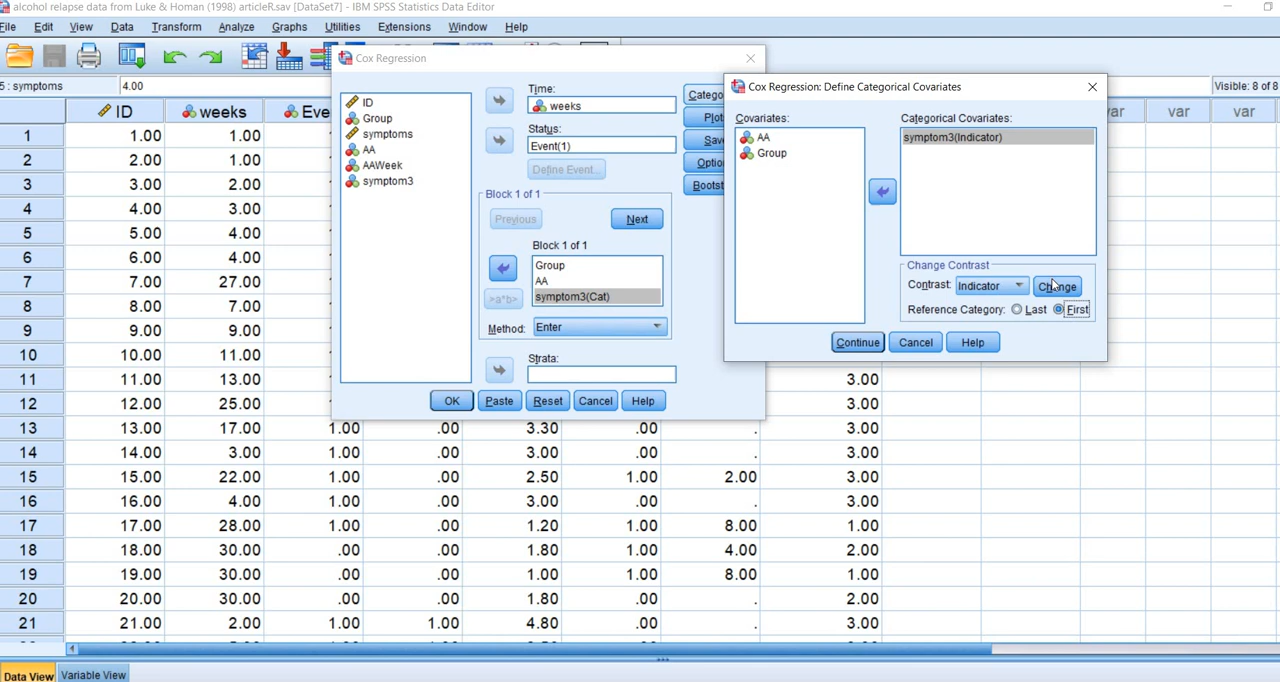 alcohol relapse data from Luke & Homan (1998) articleR.sav [DataSet7] - IBM SPSS Statistics Data Editor
File Edit View Data Transform Analyze Graphs Utilities Extensions Window Help
5 : symptoms 4.00 Visible: 8 of 8
ID weeks Eve var var var
1 1.00 1.00
2 2.00 1.00
3 3.00 2.00
4 4.00 3.00
5 5.00 4.00
6 6.00 4.00
7 7.00 27.00
8 8.00 7.00
9 9.00 9.00
10 10.00 11.00
11 11.00 13.00 3.00
12 12.00 25.00 3.00
13 13.00 17.00 1.00 .00 3.30 .00 . 3.00
14 14.00 3.00 1.00 .00 3.00 .00 . 3.00
15 15.00 22.00 1.00 .00 2.50 1.00 2.00 3.00
16 16.00 4.00 1.00 .00 3.00 .00 . 3.00
17 17.00 28.00 1.00 .00 1.20 1.00 8.00 1.00
18 18.00 30.00 .00 .00 1.80 1.00 4.00 2.00
19 19.00 30.00 .00 .00 1.00 1.00 8.00 1.00
20 20.00 30.00 .00 .00 1.80 .00 . 2.00
21 21.00 2.00 1.00 1.00 4.80 .00 . 3.00
Data View Variable View
Cox Regression
ID
Group
symptoms
AA
AAWeek
symptom3
Time:
weeks
Status:
Event(1)
Define Event...
Block 1 of 1
Previous Next
Block 1 of 1
Group
AA
symptom3(Cat)
>a*b>
Method: Enter
Strata:
OK Paste Reset Cancel Help
Catego
Plot
Sav
Optio
Bootst
Cox Regression: Define Categorical Covariates
Covariates:
AA
Group
Categorical Covariates:
symptom3(Indicator)
Change Contrast
Contrast: Indicator Change
Reference Category: Last First
Continue Cancel Help